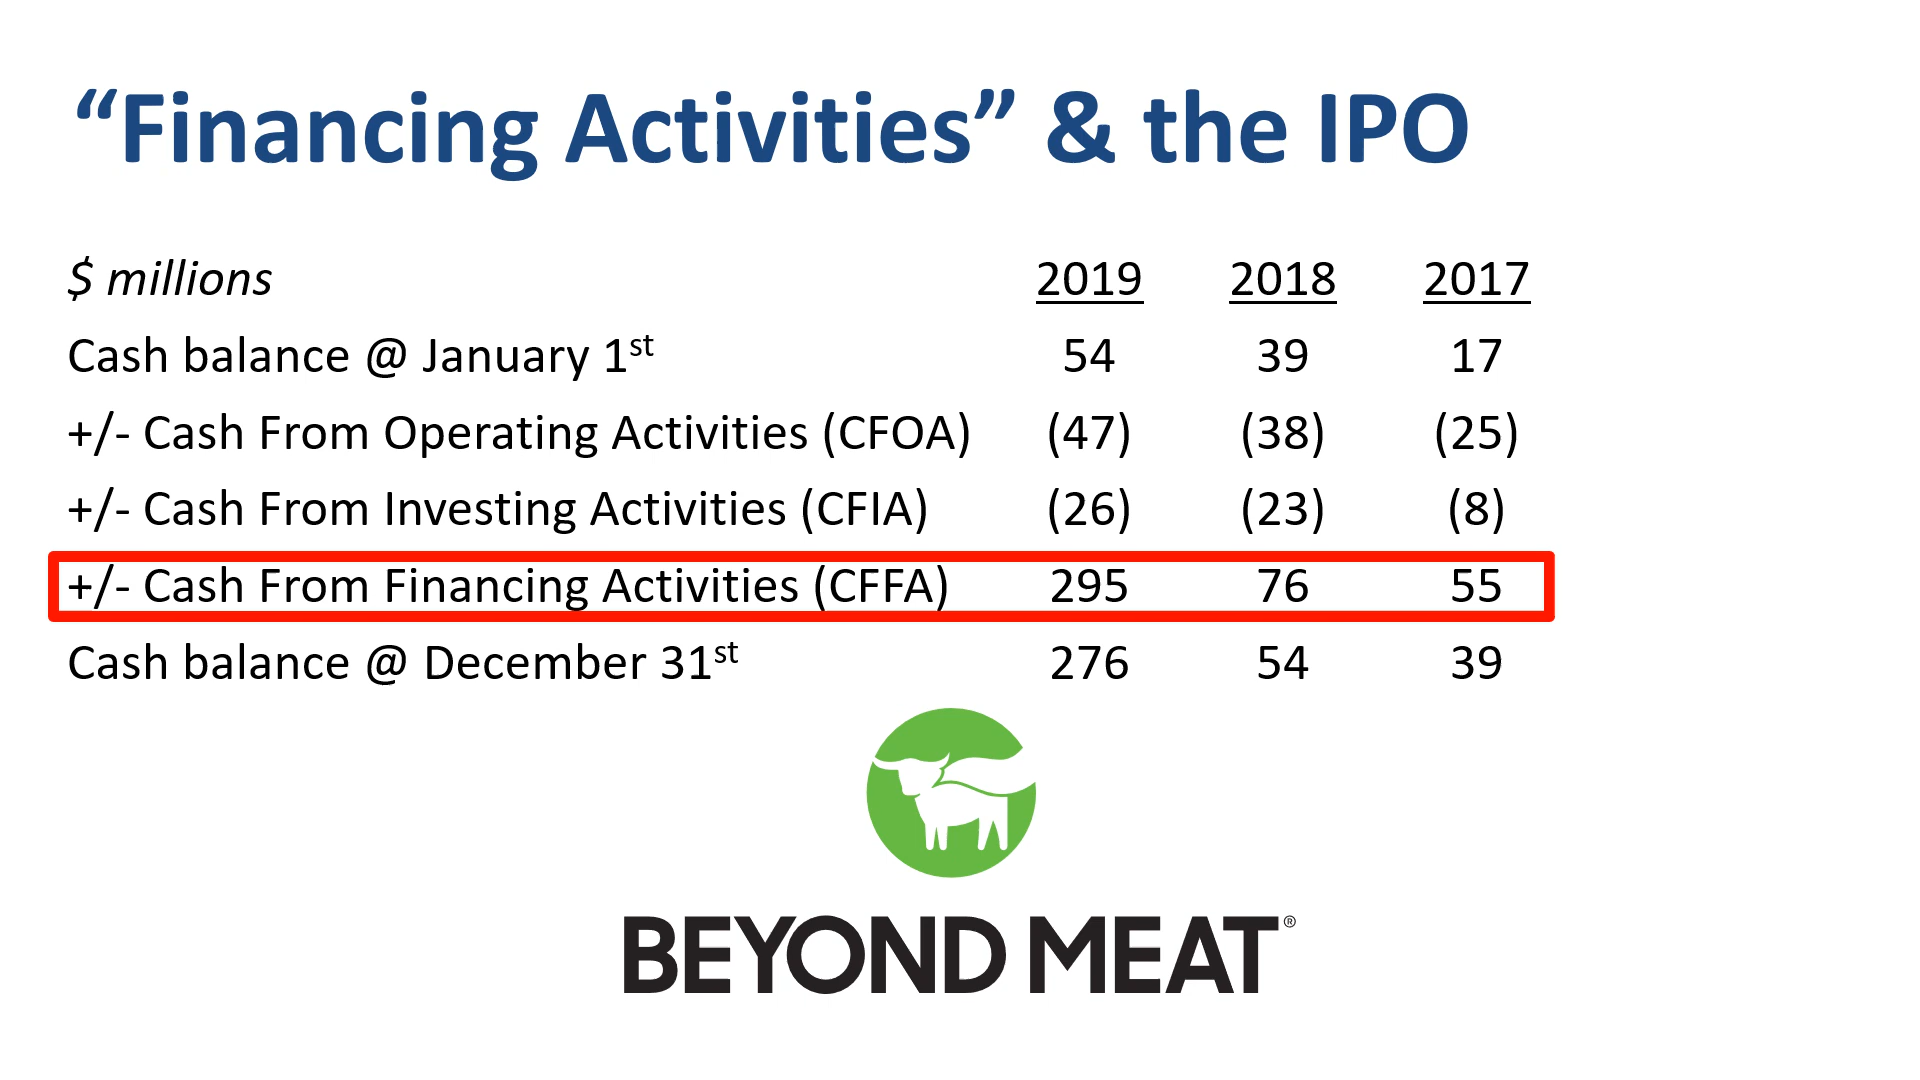 “Financing Activities” & the IPO
$ millions 2019 2018 2017
Cash balance @ January 1st 54 39 17
+/- Cash From Operating Activities (CFOA) (47) (38) (25)
+/- Cash From Investing Activities (CFIA) (26) (23) (8)
+/- Cash From Financing Activities (CFFA) 295 76 55
Cash balance @ December 31st 276 54 39
BEYOND MEAT®